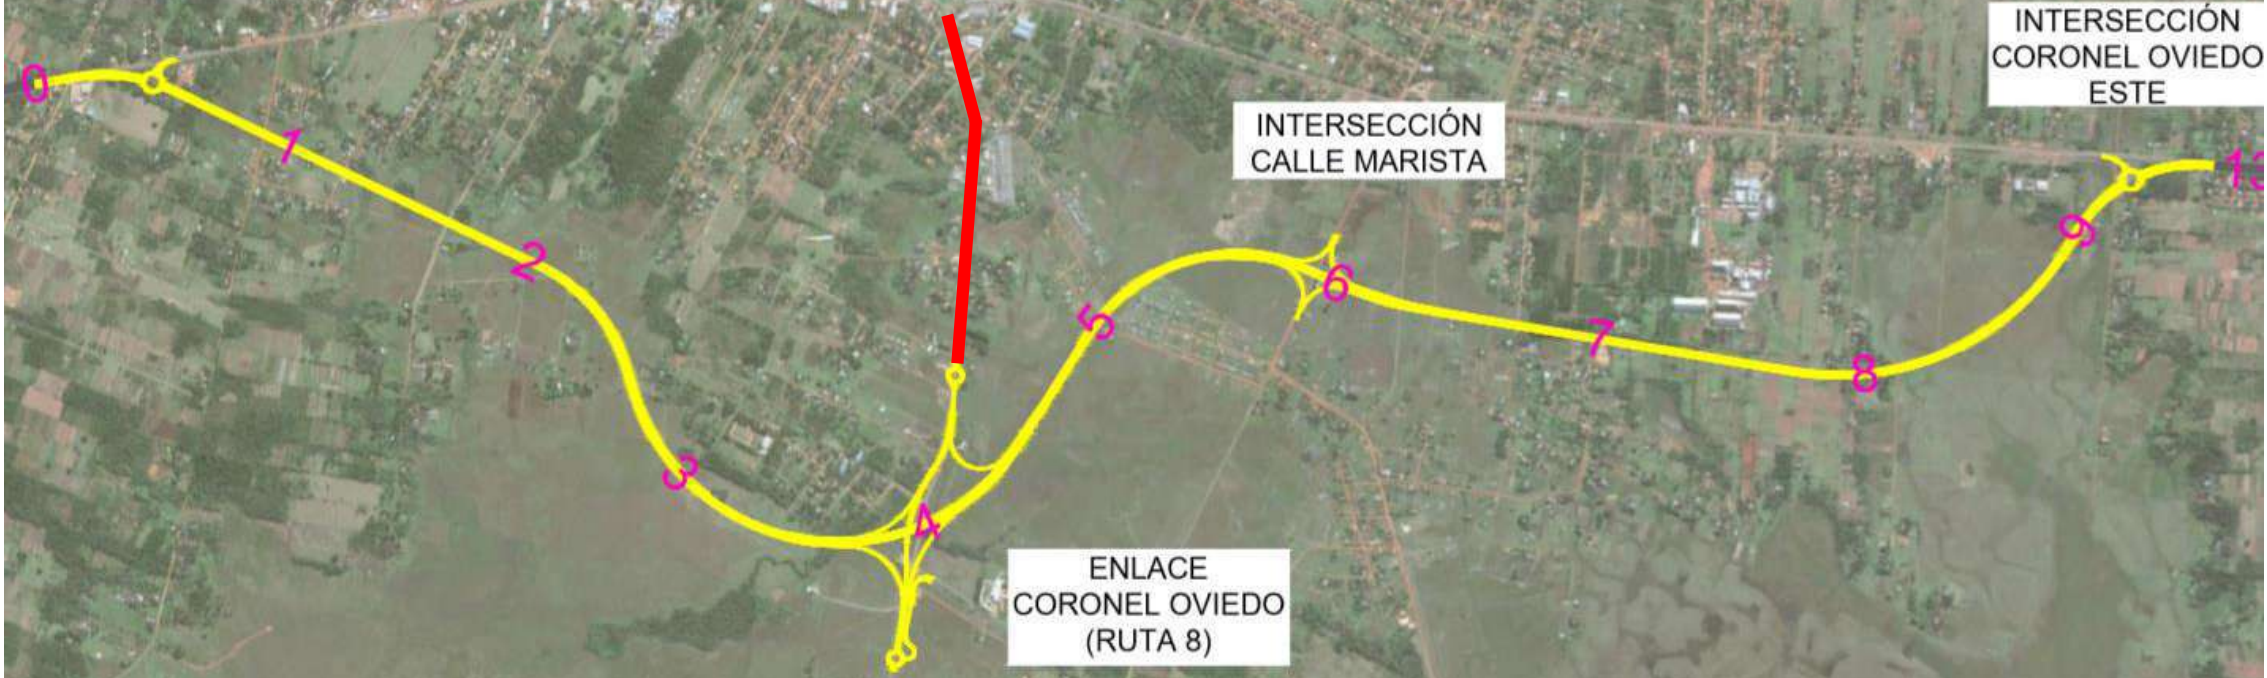 0
1
2
3
4
5
6
7
8
9
13
INTERSECCIÓN
CALLE MARISTA
INTERSECCIÓN
CORONEL OVIEDO
ESTE
ENLACE
CORONEL OVIEDO
(RUTA 8)